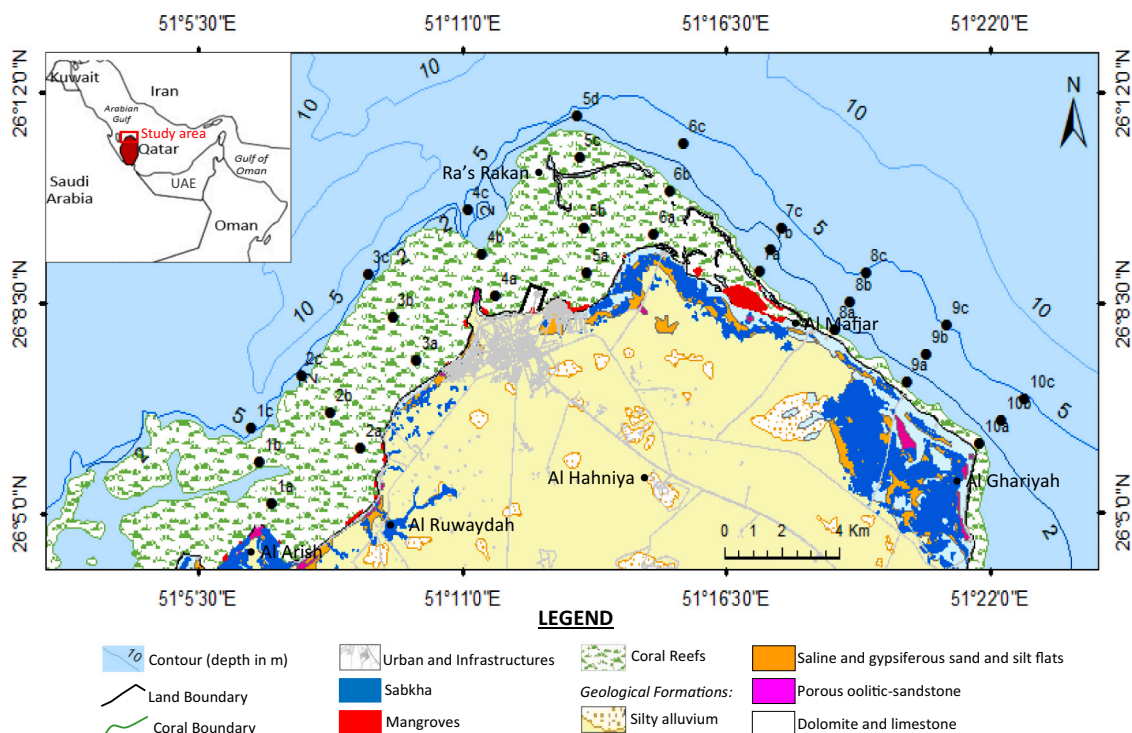 51°5'30"E 51°11'0"E 51°16'30"E 51°22'0"E
26°12'0"N
26°12'0"N
Kuwait
Iran
Arabian
Gulf
Study area
Qatar
Gulf of
Oman
UAE
Saudi
Arabia
Oman
N
10
10
10
10
5d
6c
5
5c
Ra's Rakan
6b
4c
2
2
7c
5b
6a
7b
5
4b
3c
2
5a
7a
8c
26°8'30"N
26°8'30"N
10
5
4a
8b
3b
9c
Al Mafjar
8a
9b
3a
2c
2
9a
10c
2b
10b
5
1c
5
10a
2a
2
1b
Al Hahniya
Al Ghariyah
1a
26°5'0"N
26°5'0"N
Al Ruwaydah
0 1 2 4 Km
2
Al Arish
51°5'30"E 51°11'0"E 51°16'30"E 51°22'0"E
LEGEND
10 Contour (depth in m)
Land Boundary
Coral Boundary
Urban and Infrastructures
Sabkha
Mangroves
Coral Reefs
Geological Formations:
Silty alluvium
Saline and gypsiferous sand and silt flats
Porous oolitic-sandstone
Dolomite and limestone